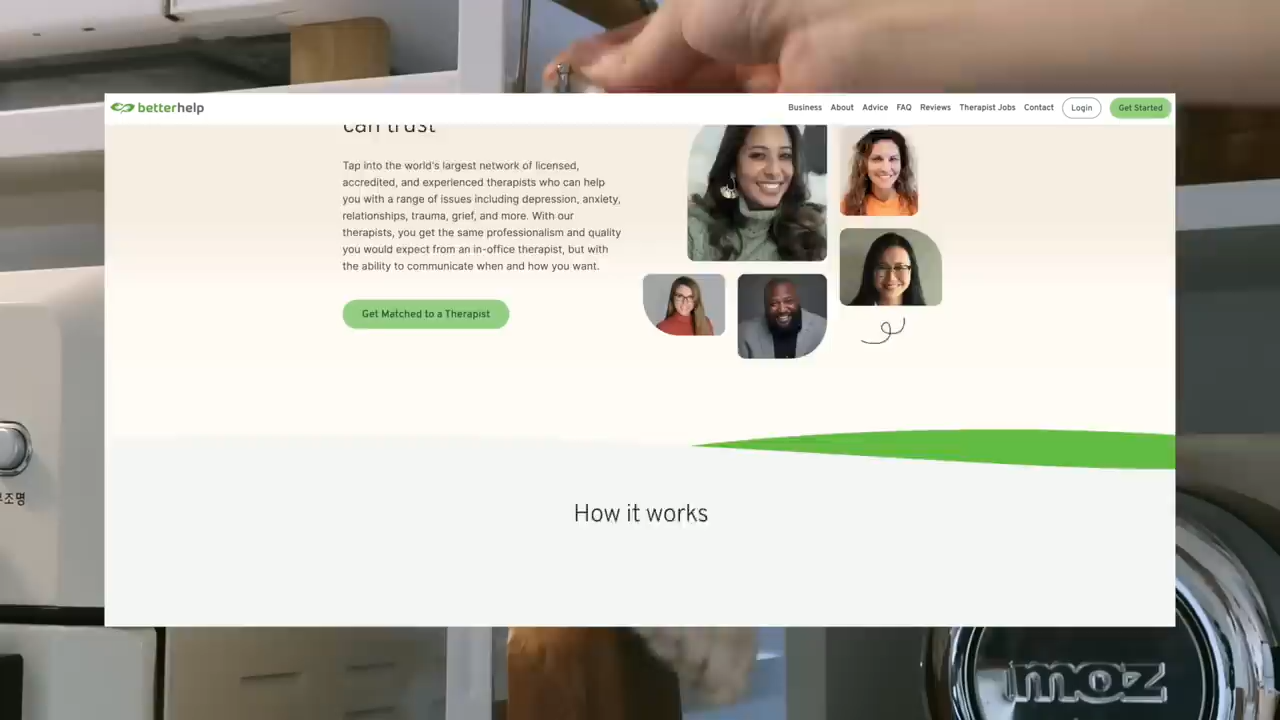 betterhelp
Business About Advice FAQ Reviews Therapist Jobs Contact Login Get Started
can trust
Tap into the world's largest network of licensed,
accredited, and experienced therapists who can help
you with a range of issues including depression, anxiety,
relationships, trauma, grief, and more. With our
therapists, you get the same professionalism and quality
you would expect from an in-office therapist, but with
the ability to communicate when and how you want.
Get Matched to a Therapist
How it works
조명
moz